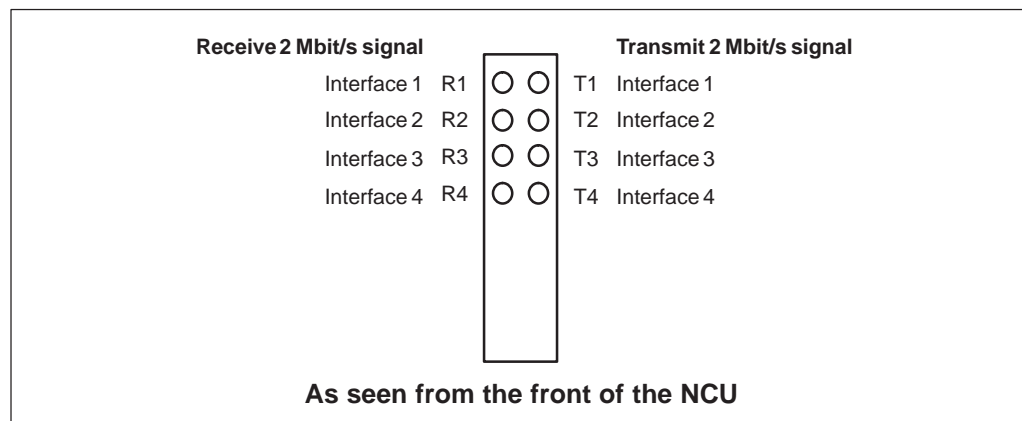 Receive 2 Mbit/s signal Transmit 2 Mbit/s signal
Interface 1 R1 T1 Interface 1
Interface 2 R2 T2 Interface 2
Interface 3 R3 T3 Interface 3
Interface 4 R4 T4 Interface 4
As seen from the front of the NCU